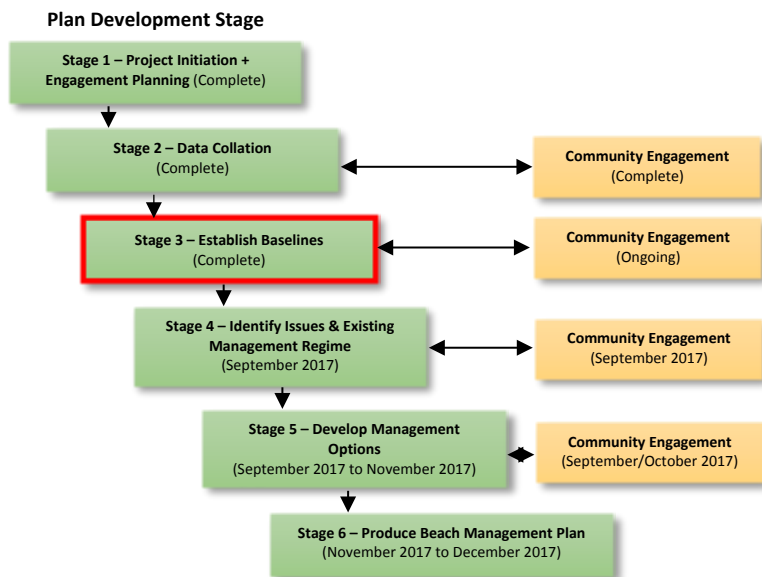 Plan Development Stage
Stage 1 – Project Initiation +
Engagement Planning (Complete)
Stage 2 – Data Collation
(Complete)
Community Engagement
(Complete)
Stage 3 – Establish Baselines
(Complete)
Community Engagement
(Ongoing)
Stage 4 – Identify Issues & Existing
Management Regime
(September 2017)
Community Engagement
(September 2017)
Stage 5 – Develop Management
Options
(September 2017 to November 2017)
Community Engagement
(September/October 2017)
Stage 6 – Produce Beach Management Plan
(November 2017 to December 2017)